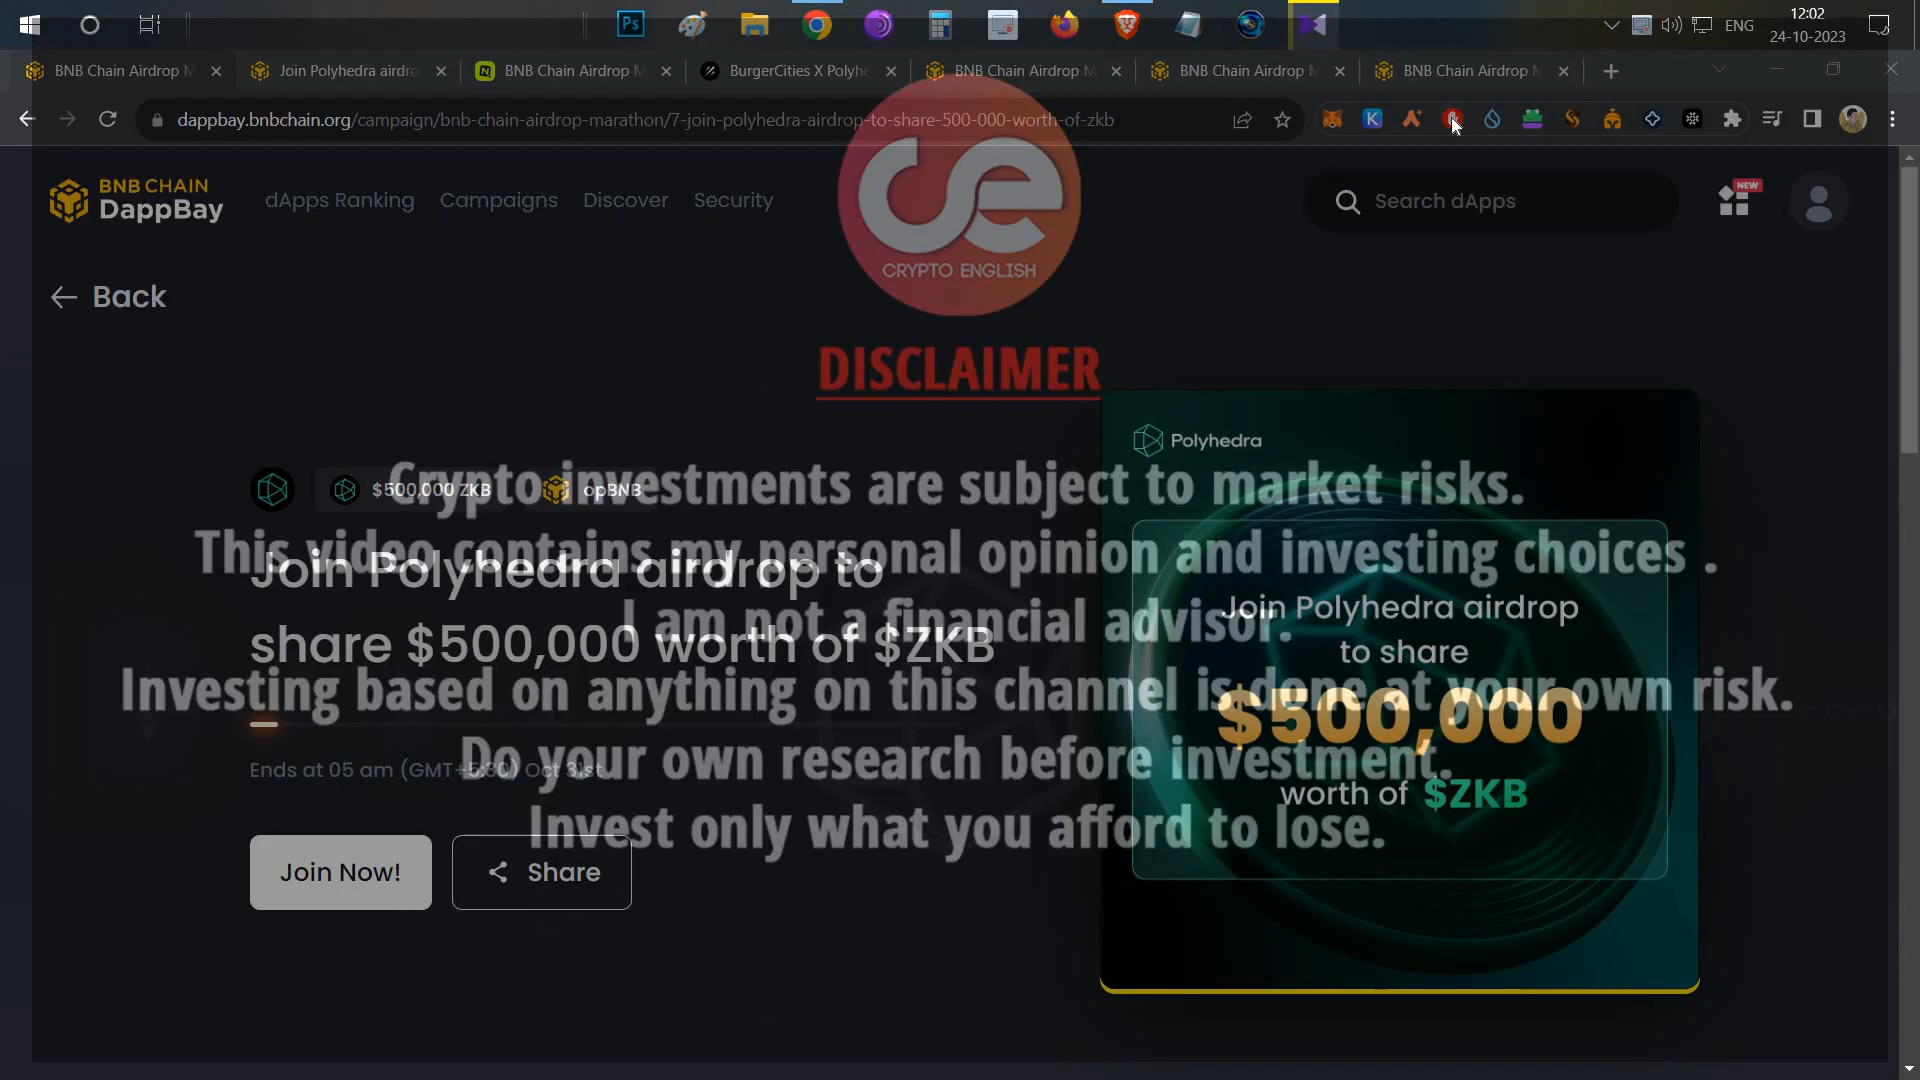 12:02
ENG
24-10-2023
BNB Chain Airdrop M
Join Polyhedra airdro
BNB Chain Airdrop M
BurgerCities X Polyhe
BNB Chain Airdrop M
BNB Chain Airdrop M
BNB Chain Airdrop M
dappbay.bnbchain.org/campaign/bnb-chain-airdrop-marathon/7-join-polyhedra-airdrop-to-share-500-000-worth-of-zkb
BNB CHAIN
DappBay
dApps Ranking
Campaigns
Discover
Security
Search dApps
NEW
CE
CRYPTO ENGLISH
Back
DISCLAIMER
Crypto investments are subject to market risks.
This video contains my personal opinion and investing choices .
I am not a financial advisor.
Investing based on anything on this channel is done at your own risk.
Do your own research before investment.
Invest only what you afford to lose.
$500,000 ZKB
opBNB
Join Polyhedra airdrop to
share $500,000 worth of $ZKB
Ends at 05 am (GMT+5:30) Oct 31st
Join Now!
Share
Polyhedra
Join Polyhedra airdrop
to share
$500,000
worth of $ZKB